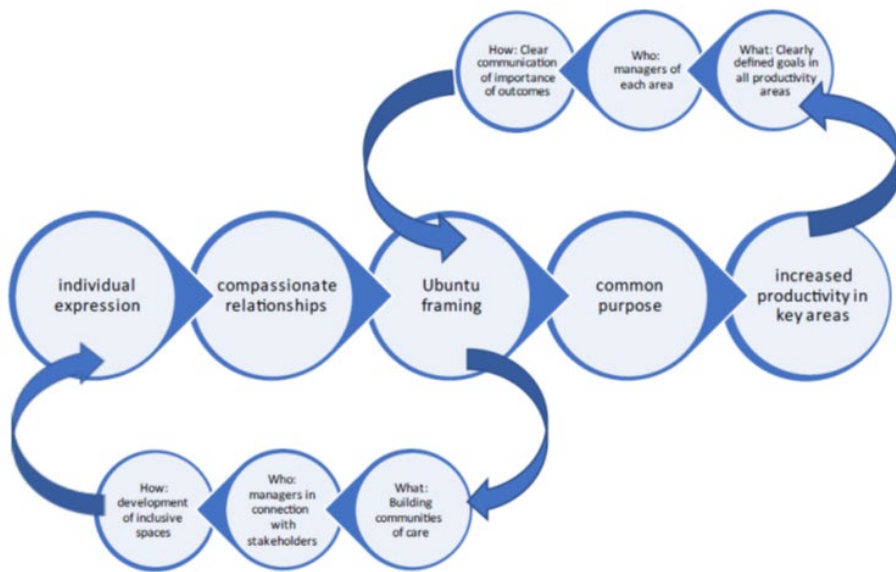 How: Clear
communication
of importance
of outcomes
Who:
managers of
each area
What: Clearly
defined goals in
all productivity
areas
individual
expression
compassionate
relationships
Ubuntu
framing
common
purpose
increased
productivity in
key areas
How:
development
of inclusive
spaces
Who:
managers in
connection
with
stakeholders
What:
Building
communities
of care